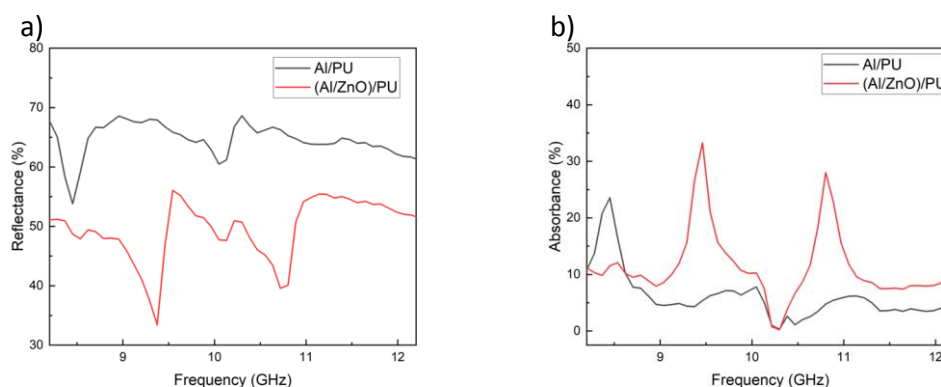 a)
80
70
60
50
40
30
Reflectance (%)
Al/PU
(Al/ZnO)/PU
9
10
11
12
Frequency (GHz)
b)
50
40
30
20
10
0
Absorbance (%)
Al/PU
(Al/ZnO)/PU
9
10
11
12
Frequency (GHz)